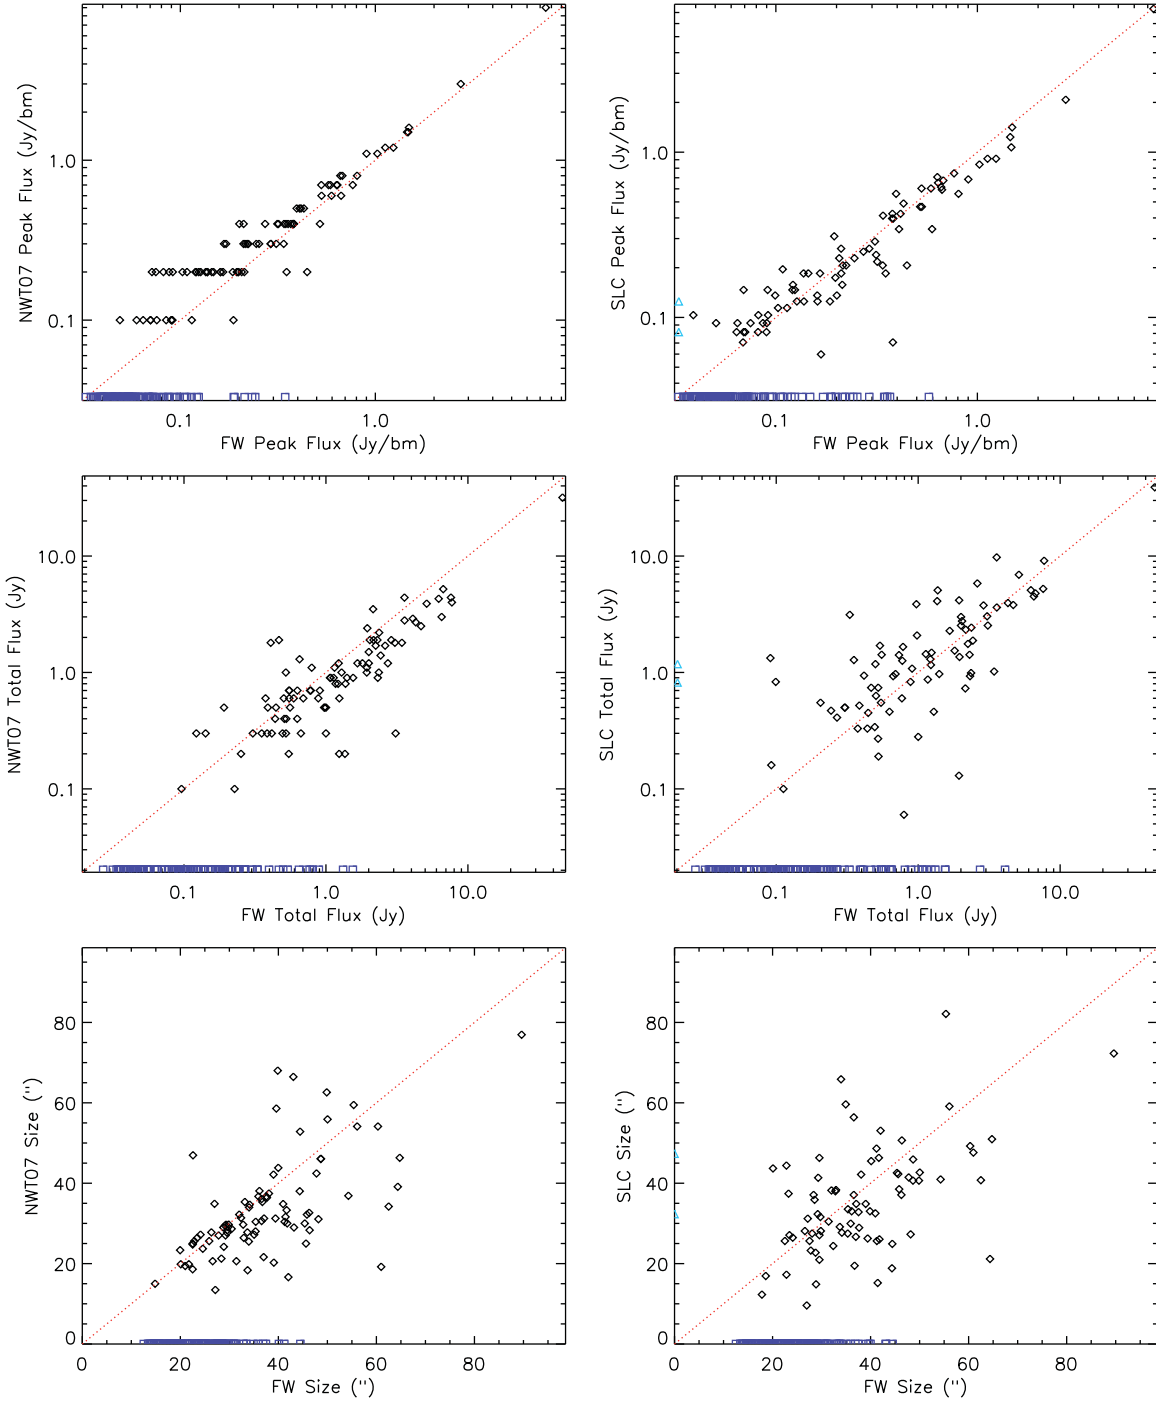 NWT07 Peak Flux (Jy/bm)
1.0
0.1
0.1 1.0
FW Peak Flux (Jy/bm)
SLC Peak Flux (Jy/bm)
1.0
0.1
0.1 1.0
FW Peak Flux (Jy/bm)
NWT07 Total Flux (Jy)
10.0
1.0
0.1
0.1 1.0 10.0
FW Total Flux (Jy)
SLC Total Flux (Jy)
10.0
1.0
0.1
0.1 1.0 10.0
FW Total Flux (Jy)
NWT07 Size ('')
80
60
40
20
0
0 20 40 60 80
FW Size ('')
SLC Size ('')
80
60
40
20
0
0 20 40 60 80
FW Size ('')